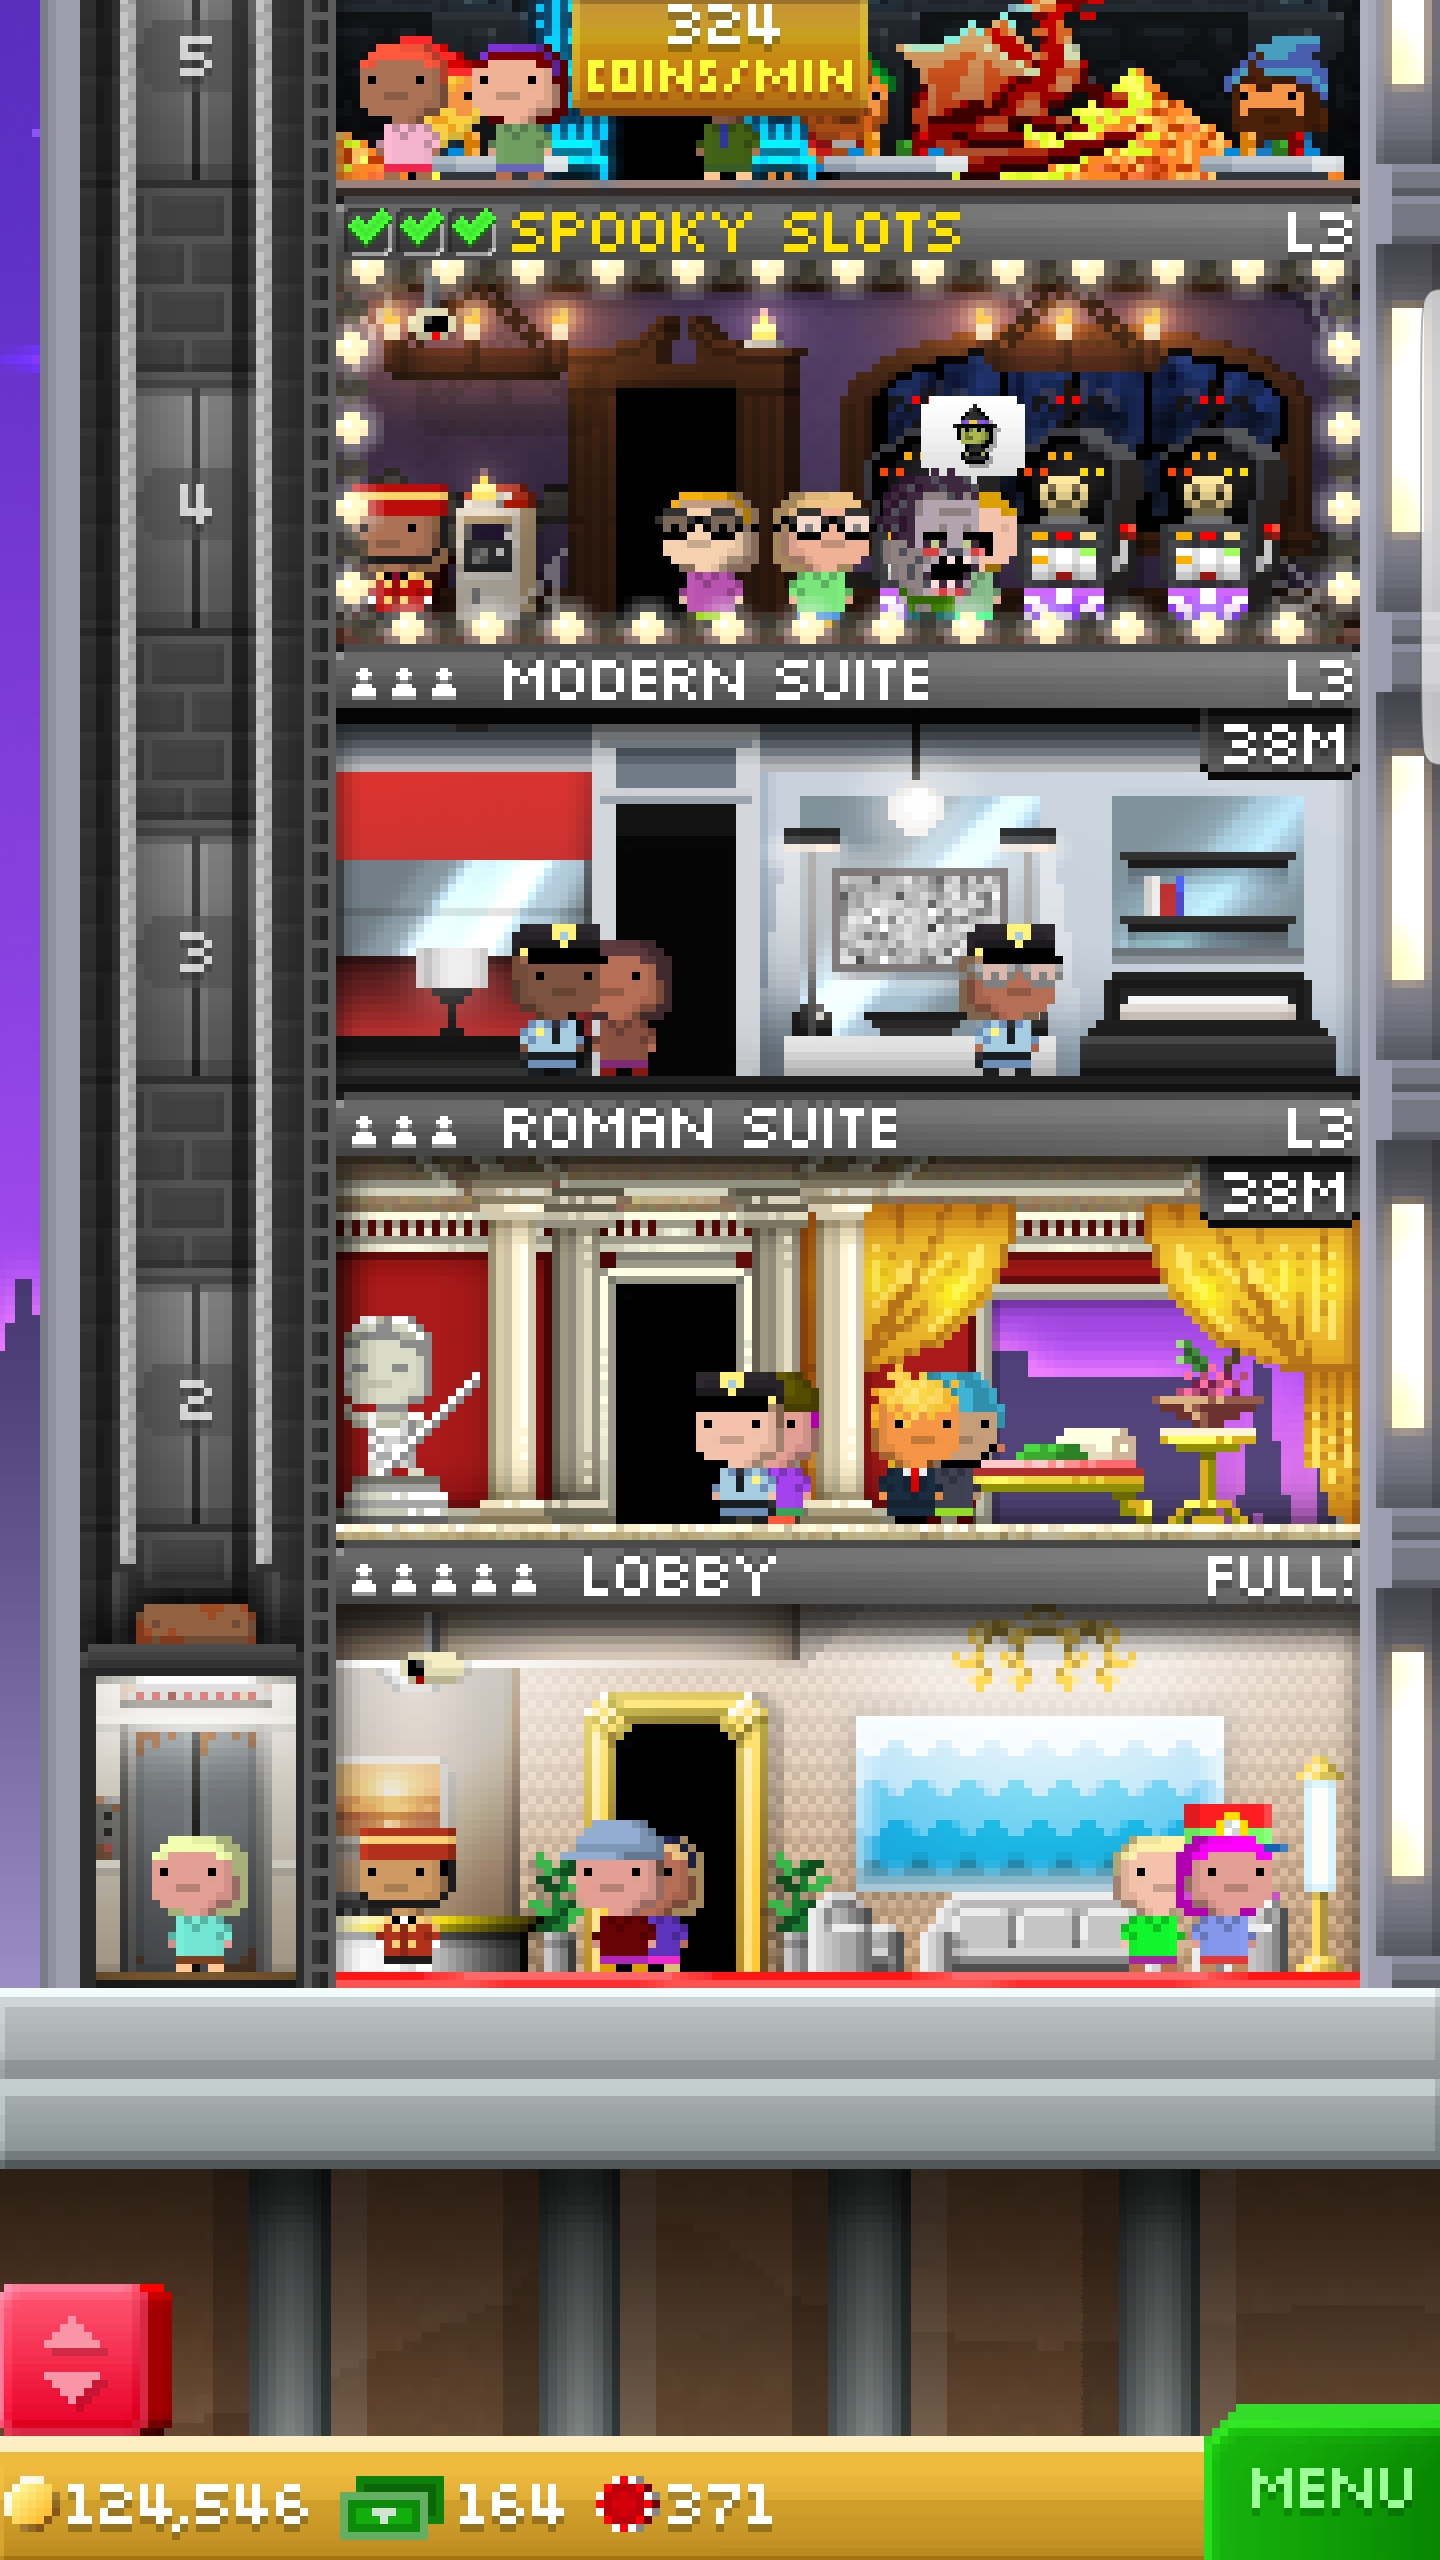 324
COINS/MIN
5
SPOOKY SLOTS L3
4
MODERN SUITE L3
38M
3
ROMAN SUITE L3
38M
2
LOBBY FULL!
124,546 164 371
MENU